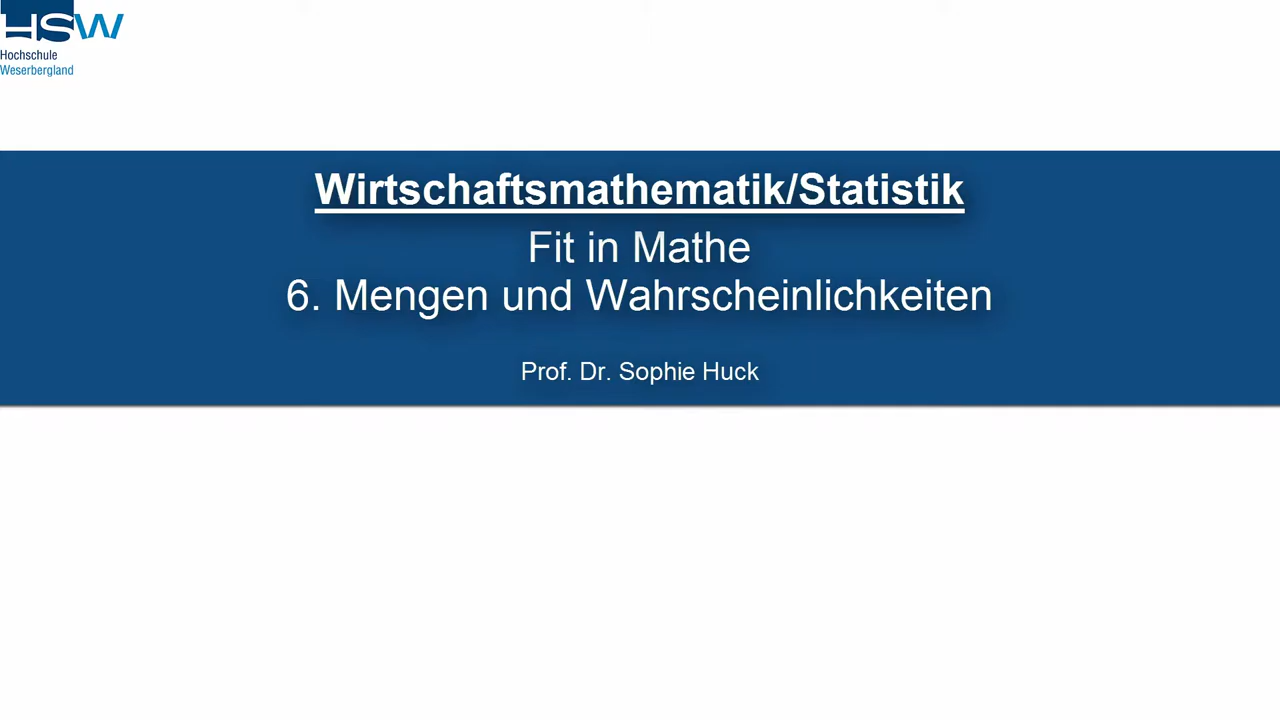 HSW
Hochschule
Weserbergland
Wirtschaftsmathematik/Statistik
Fit in Mathe
6. Mengen und Wahrscheinlichkeiten
Prof. Dr. Sophie Huck